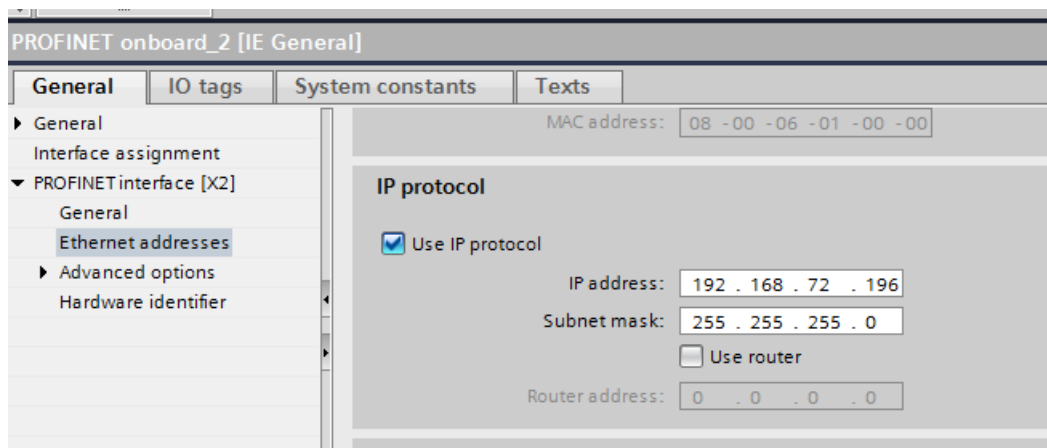 PROFINET onboard_2 [IE General]
General IO tags System constants Texts
General
Interface assignment
PROFINET interface [X2]
General
Ethernet addresses
Advanced options
Hardware identifier
MAC address: 08 -00 -06 -01 -00 -00
IP protocol
Use IP protocol
IP address: 192 . 168 . 72 . 196
Subnet mask: 255 . 255 . 255 . 0
Use router
Router address: 0 . 0 . 0 . 0